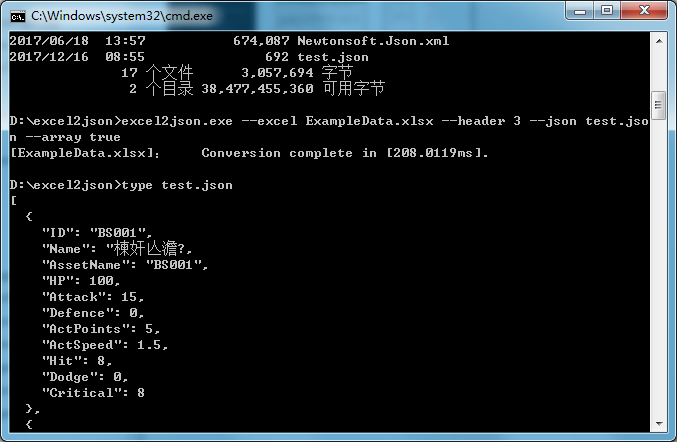 C:\Windows\system32\cmd.exe
2017/06/18  13:57           674,087 Newtonsoft.Json.xml
2017/12/16  08:55               692 test.json
              17 个文件      3,057,694 字节
               2 个目录 38,477,455,360 可用字节
D:\excel2json>excel2json.exe --excel ExampleData.xlsx --header 3 --json test.jso
n --array true
[ExampleData.xlsx]:     Conversion complete in [208.0119ms].
D:\excel2json>type test.json
[
  {
    "ID": "BS001",
    "Name": "棟奸亾澹?,
    "AssetName": "BS001",
    "HP": 100,
    "Attack": 15,
    "Defence": 0,
    "ActPoints": 5,
    "ActSpeed": 1.5,
    "Hit": 8,
    "Dodge": 0,
    "Critical": 8
  },
  {